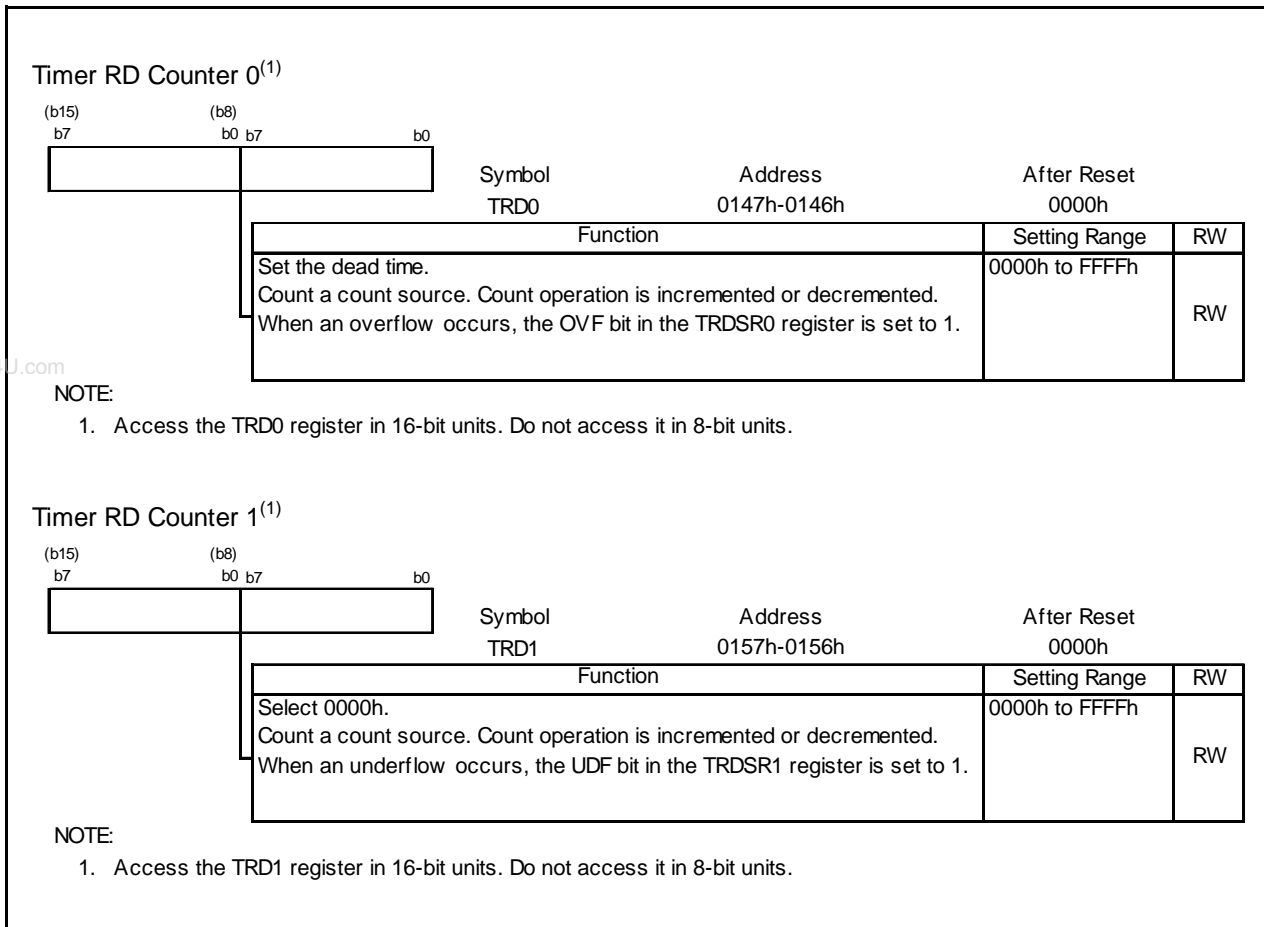 Timer RD Counter 0(1)
(b15) (b8)
b7 b0 b7 b0
Symbol Address After Reset
TRD0 0147h-0146h 0000h
Function Setting Range RW
Set the dead time. 0000h to FFFFh
Count a count source. Count operation is incremented or decremented.
When an overflow occurs, the OVF bit in the TRDSR0 register is set to 1. RW
U.com
NOTE:
1. Access the TRD0 register in 16-bit units. Do not access it in 8-bit units.
Timer RD Counter 1(1)
(b15) (b8)
b7 b0 b7 b0
Symbol Address After Reset
TRD1 0157h-0156h 0000h
Function Setting Range RW
Select 0000h. 0000h to FFFFh
Count a count source. Count operation is incremented or decremented.
When an underflow occurs, the UDF bit in the TRDSR1 register is set to 1. RW
NOTE:
1. Access the TRD1 register in 16-bit units. Do not access it in 8-bit units.